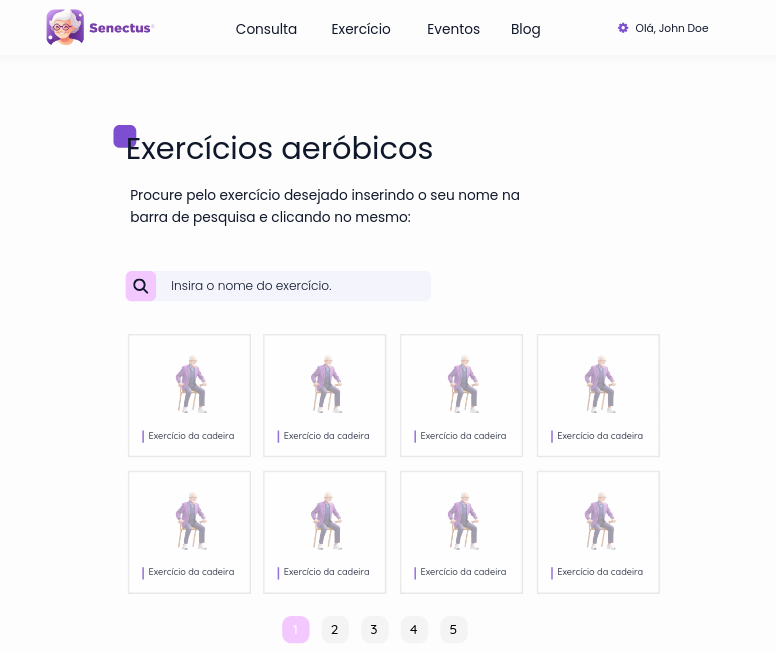 Senectus
Consulta Exercício Eventos Blog Olá, John Doe
Exercícios aeróbicos
Procure pelo exercício desejado inserindo o seu nome na
barra de pesquisa e clicando no mesmo:
Insira o nome do exercício.
Exercício da cadeira Exercício da cadeira Exercício da cadeira Exercício da cadeira
Exercício da cadeira Exercício da cadeira Exercício da cadeira Exercício da cadeira
1 2 3 4 5